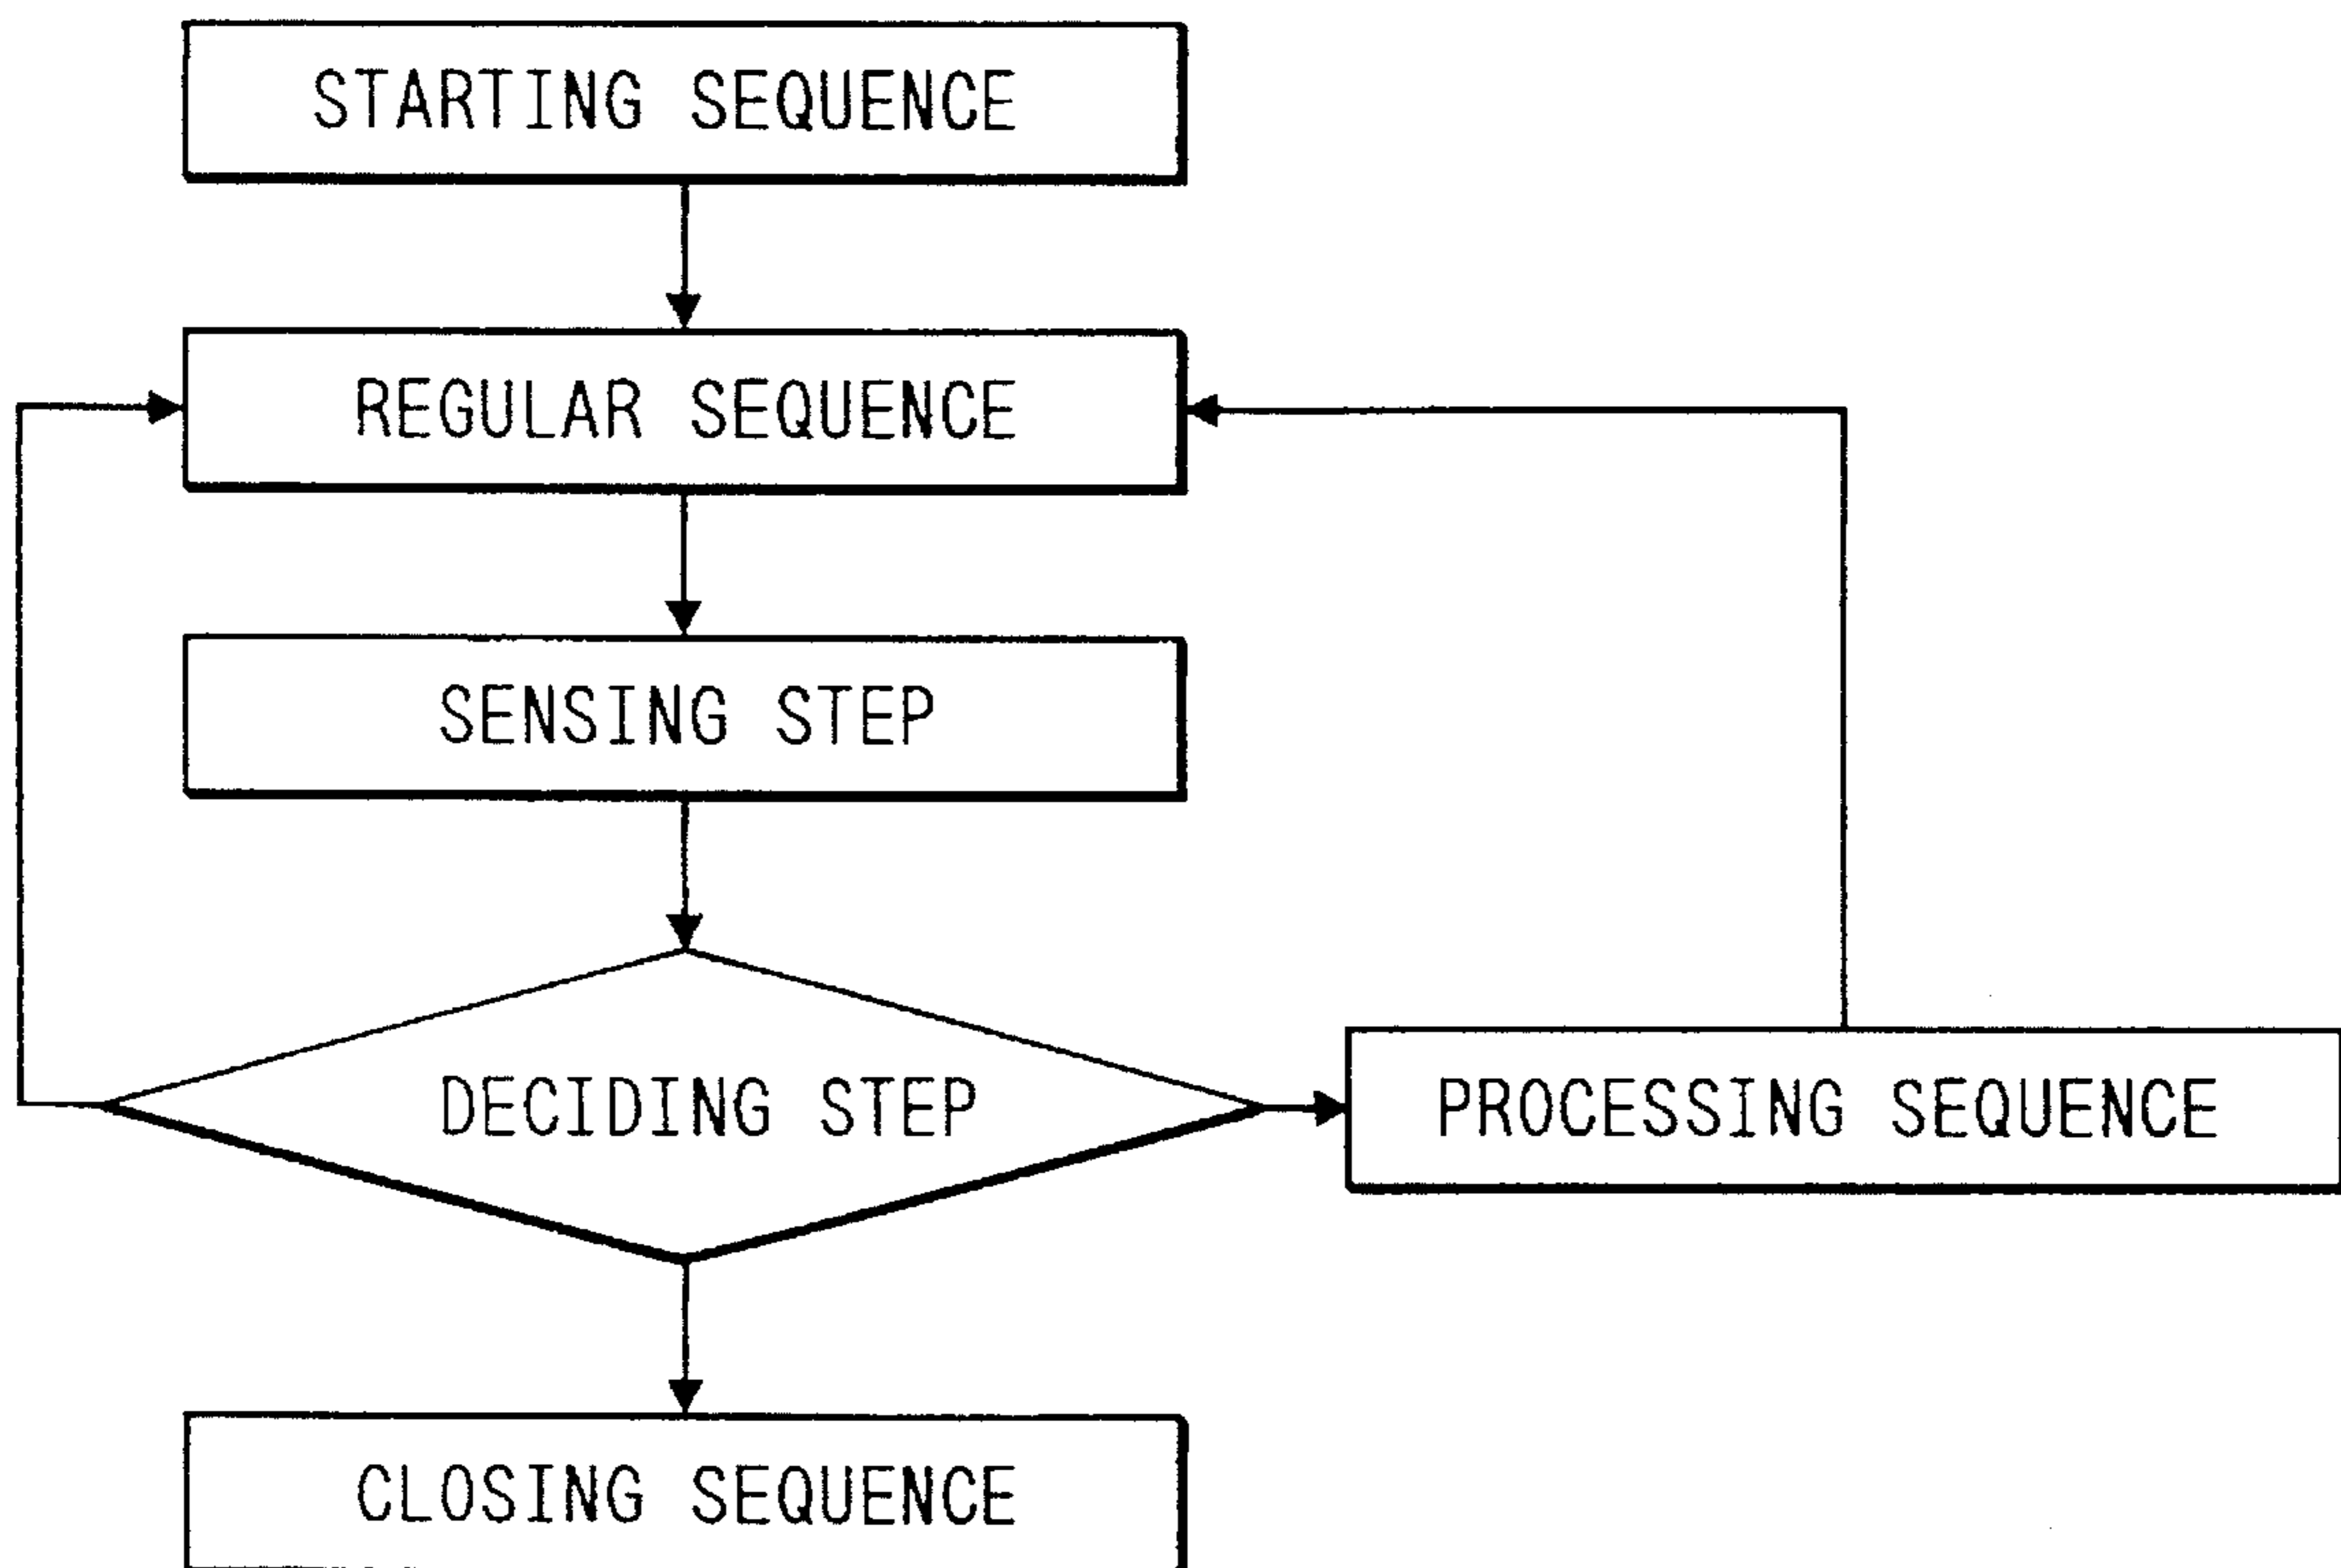 STARTING SEQUENCE
REGULAR SEQUENCE
SENSING STEP
DECIDING STEP
PROCESSING SEQUENCE
CLOSING SEQUENCE